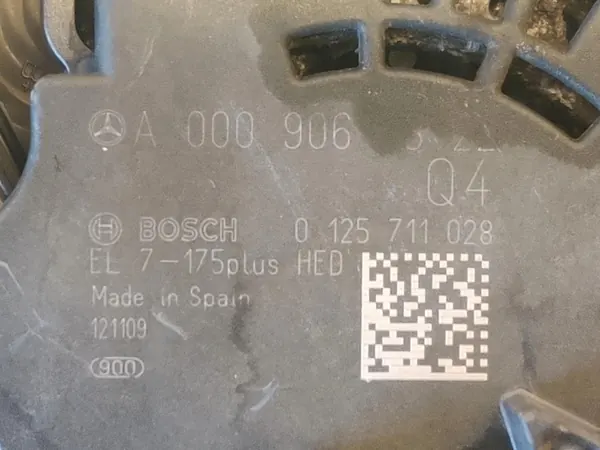 A 000 906
Q4
BOSCH 0 125 711 028
EL 7-175plus HED
Made in Spain
121109
900